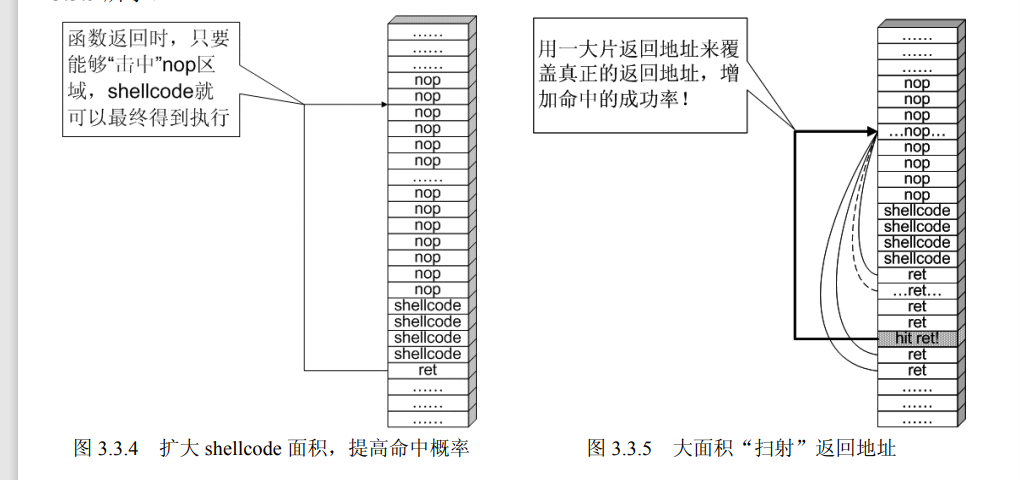 函数返回时，只要
能够“击中”nop区
域，shellcode就
可以最终得到执行
……
……
……
nop
nop
nop
nop
nop
nop
……
nop
nop
nop
nop
nop
nop
nop
shellcode
shellcode
shellcode
shellcode
ret
……
……
……
图 3.3.4 扩大 shellcode 面积，提高命中概率
用一大片返回地址来覆
盖真正的返回地址，增
加命中的成功率！
……
……
……
nop
nop
nop
…nop…
nop
nop
nop
nop
shellcode
shellcode
shellcode
shellcode
ret
…ret…
ret
ret
hit ret!
ret
ret
……
……
……
图 3.3.5 大面积“扫射”返回地址